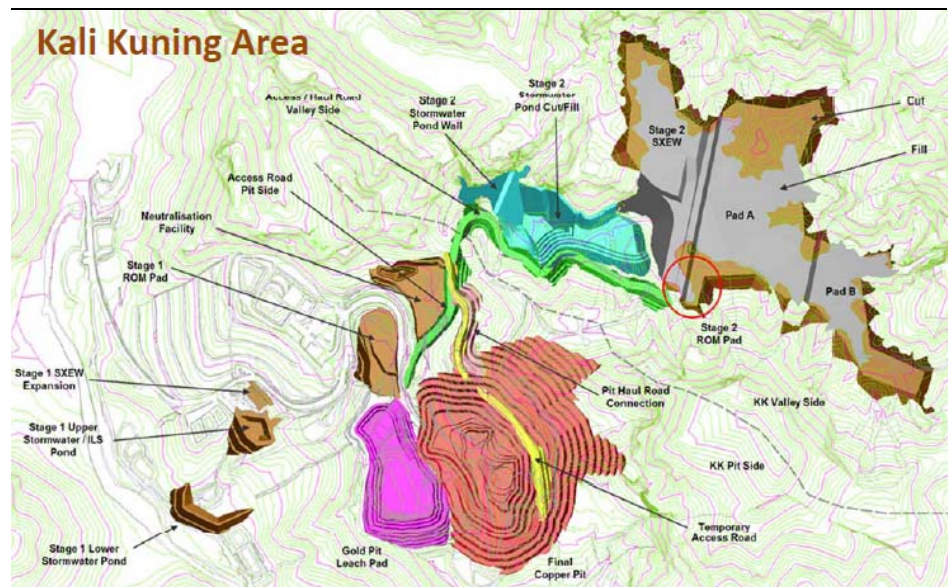 Kali Kuning Area
Stage 2
Stormwater
Pond Cut/Fill
Stage 2
Stormwater
Pond Wall
Access / Haul Road
Valley Side
Access Road
Pit Side
Neutralisation
Facility
Stage 1
ROM Pad
Stage 2
SXEW
Cut
Fill
Pad A
Pad B
Stage 2
ROM Pad
Stage 1 SXEW
Expansion
Stage 1 Upper
Stormwater / ILS
Pond
Stage 1 Lower
Stormwater Pond
Pit Haul Road
Connection
KK Valley Side
KK Pit Side
Temporary
Access Road
Gold Pit
Leach Pad
Final
Copper Pit